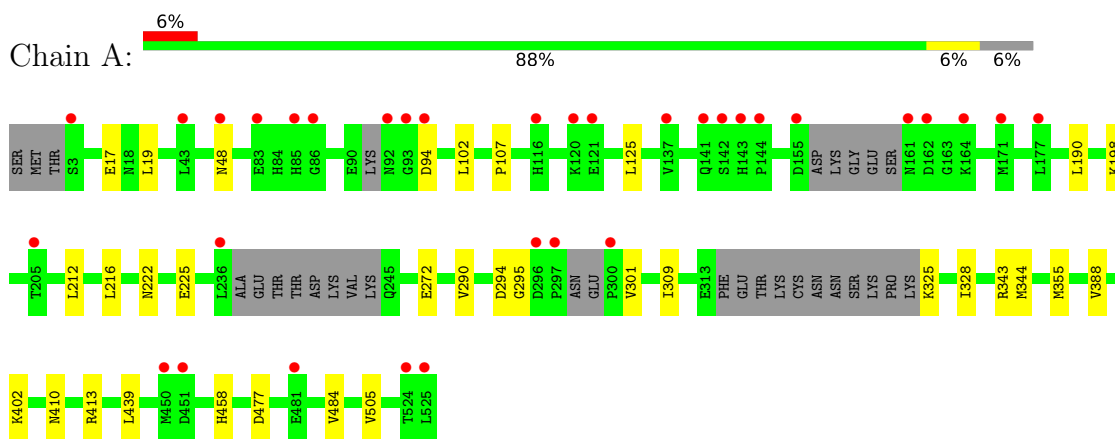 6%
Chain A:
88% 6% 6%
SER MET THR S3 E17 N18 L19 L43 N48 E83 H84 H85 G86 E90 LYS N92 G93 D94 L102 P107 H116 K120 E121 L125 V137 Q141 S142 H143 P144 D155 ASP LYS GLY GLU SER N161 D162 G163 K164 M171 L177 L190 K198
T205 L212 L216 N222 E225 L236 ALA GLU THR THR ASP LYS VAL LYS Q245 E272 V290 D294 G295 D296 P297 ASN GLU P300 V301 I309 E313 PHE GLU THR LYS CYS ASN ASN SER LYS PRO LYS K325 I328 R343 M344 M355 V388
K402 N410 R413 L439 M450 D451 H458 D477 E481 V484 V505 T524 L525